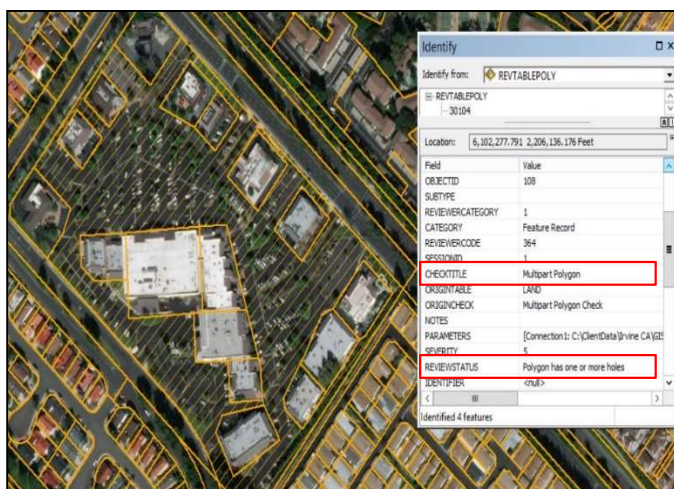 Identify
Identify from: REVTABLEPOLY
REVTABLEPOLY
30104
Location: 6,102,277.791 2,206,136.176 Feet
Field Value
OBJECTID 108
SUBTYPE
REVIEWERCATEGORY 1
CATEGORY Feature Record
REVIEWERCODE 364
SESSIONID 1
CHECKTITLE Multipart Polygon
ORIGINTABLE LAND
ORIGINCHECK Multipart Polygon Check
NOTES
PARAMETERS [Connection1: C:\ClientData\Irvine CA\GIS
SEVERITY 5
REVIEWSTATUS Polygon has one or more holes
IDENTIFIER <null>
Identified 4 features